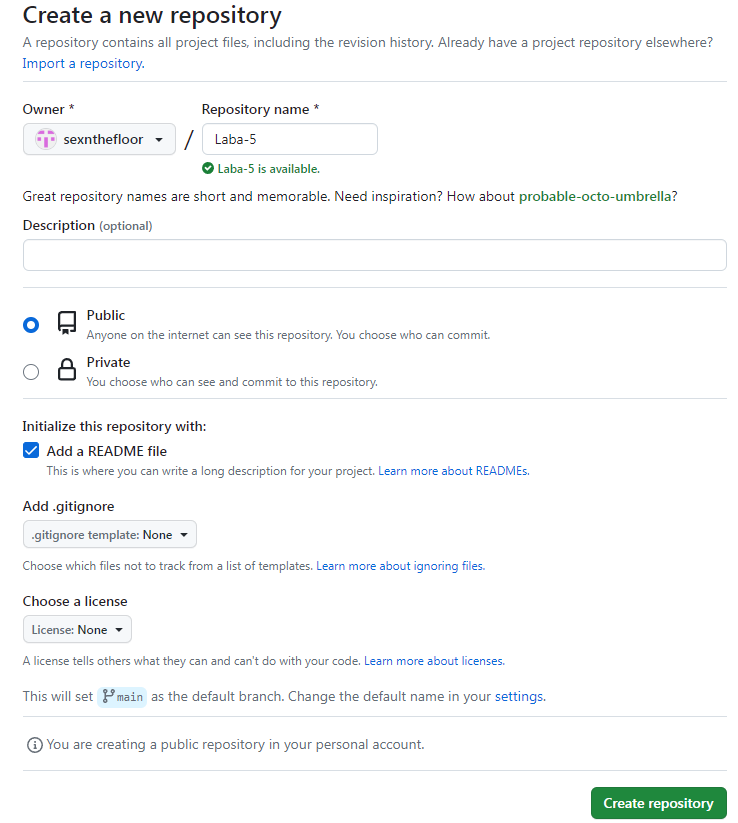 Create a new repository
A repository contains all project files, including the revision history. Already have a project repository elsewhere?
Import a repository.
Owner *
Repository name *
sexnthefloor
/
Laba-5
Laba-5 is available.
Great repository names are short and memorable. Need inspiration? How about probable-octo-umbrella?
Description (optional)
Public
Anyone on the internet can see this repository. You choose who can commit.
Private
You choose who can see and commit to this repository.
Initialize this repository with:
Add a README file
This is where you can write a long description for your project. Learn more about READMEs.
Add .gitignore
.gitignore template: None
Choose which files not to track from a list of templates. Learn more about ignoring files.
Choose a license
License: None
A license tells others what they can and can't do with your code. Learn more about licenses.
This will set main as the default branch. Change the default name in your settings.
You are creating a public repository in your personal account.
Create repository